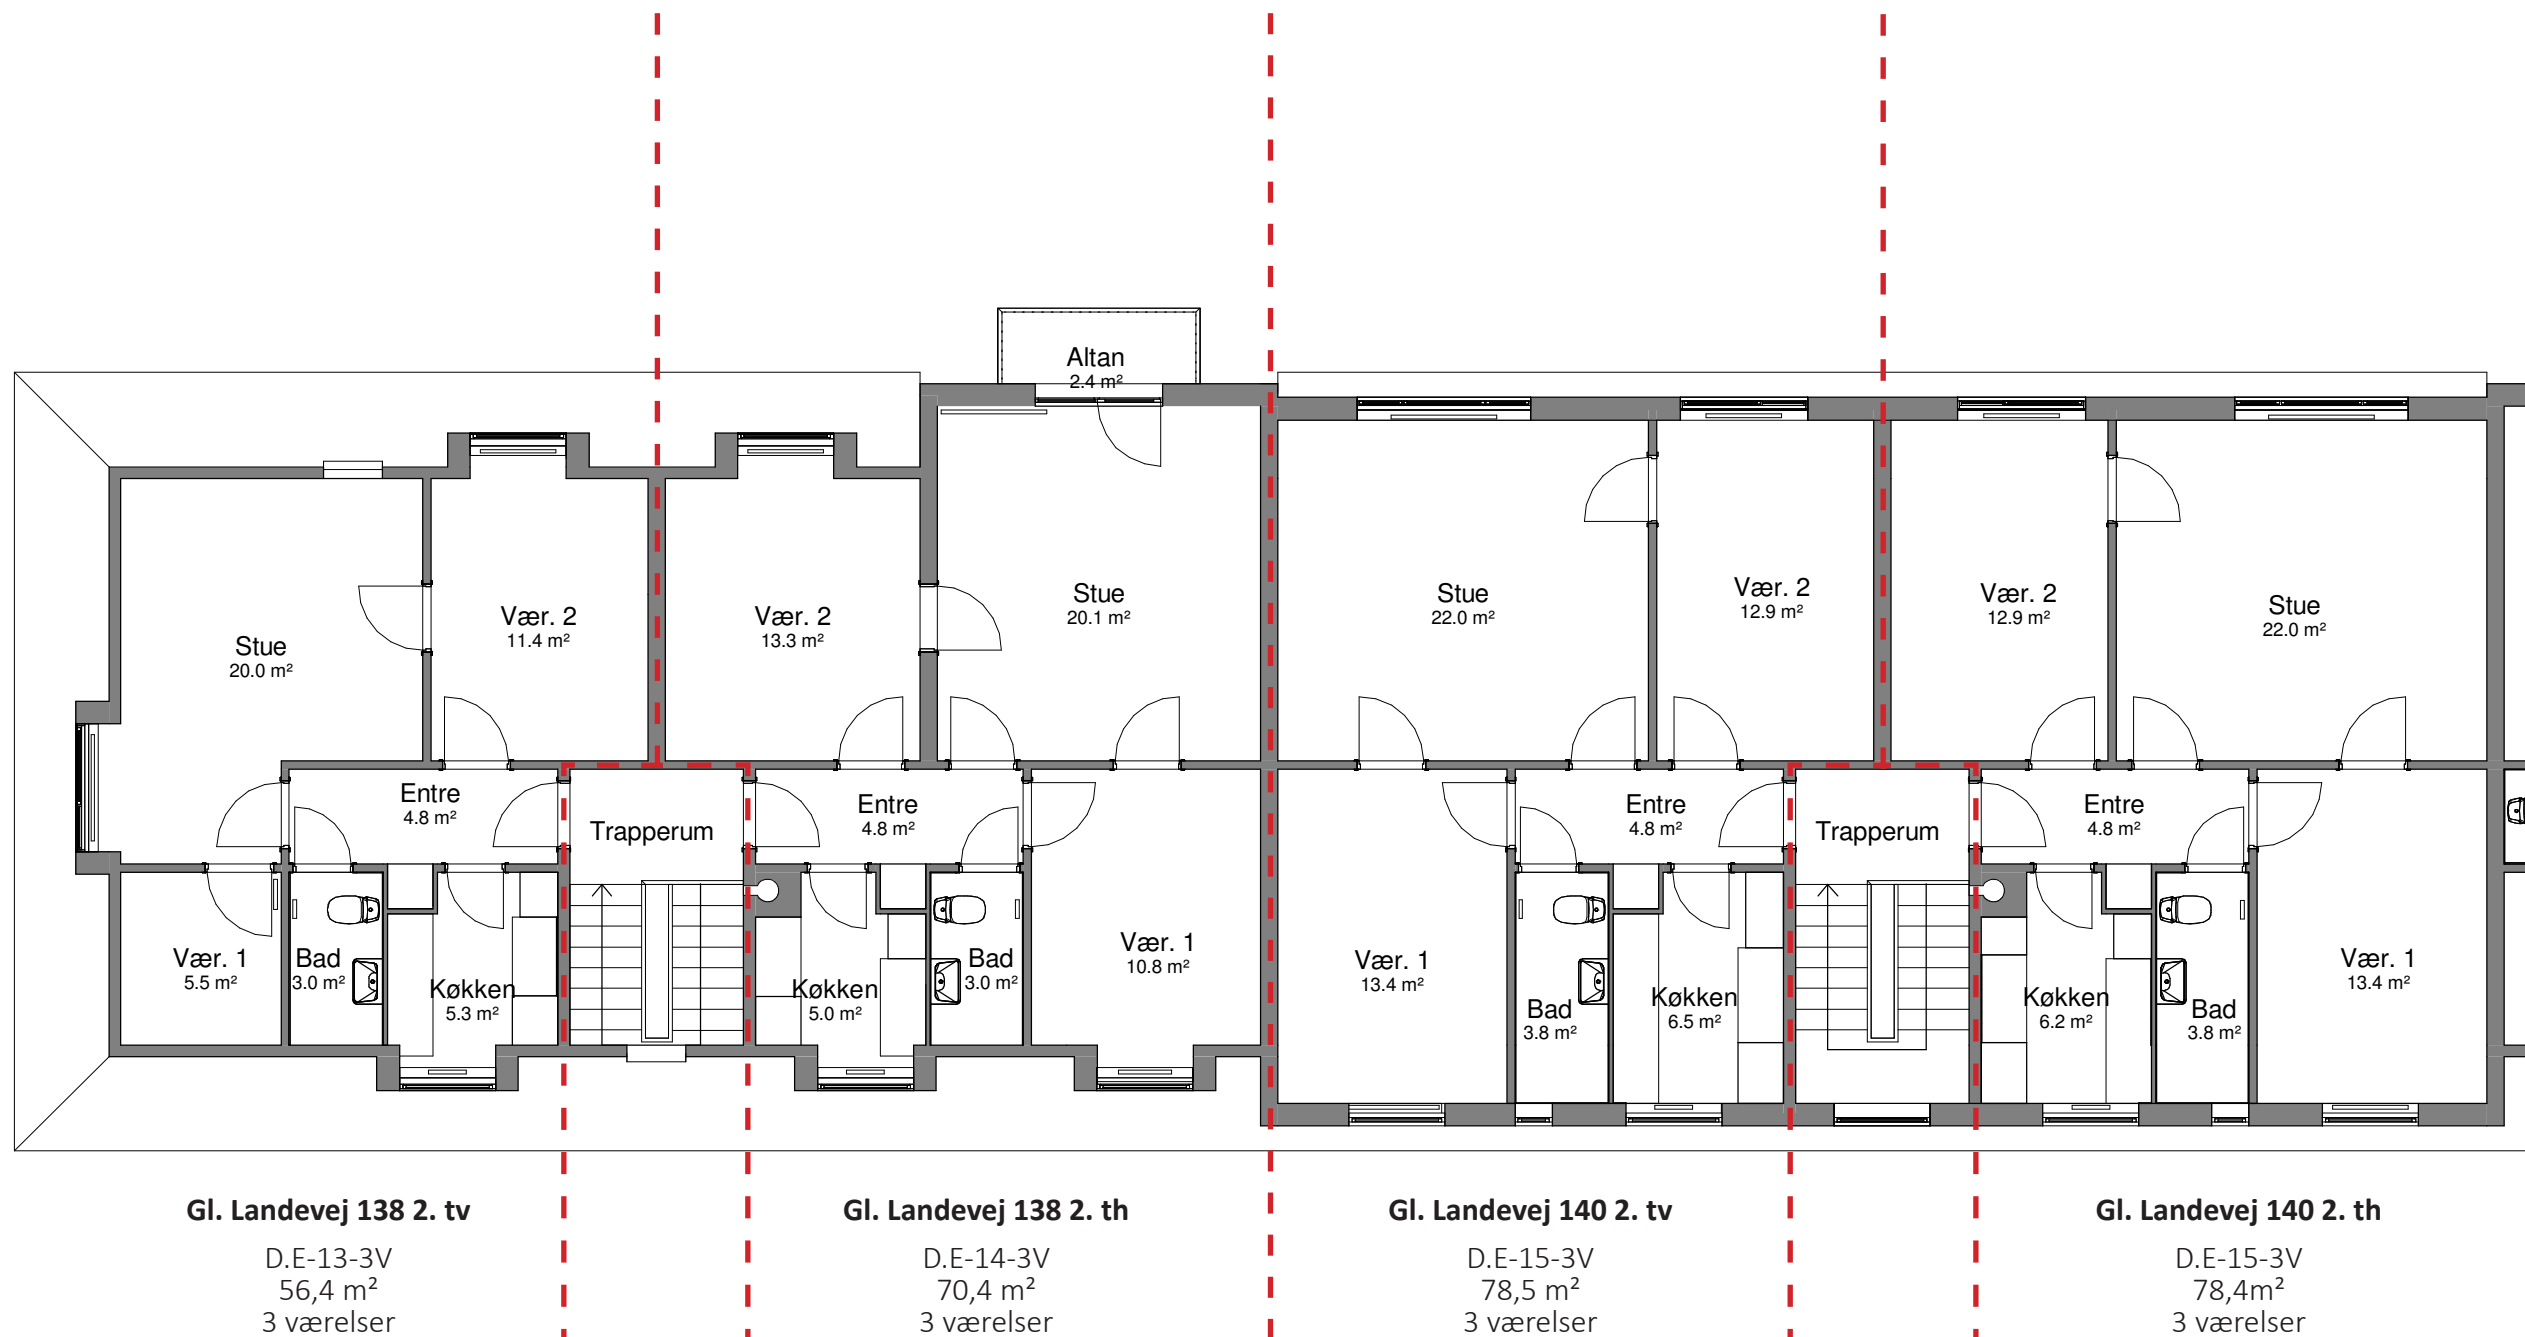 Altan
2.4 m²
Stue
20.0 m²
Vær. 2
11.4 m²
Vær. 2
13.3 m²
Stue
20.1 m²
Stue
22.0 m²
Vær. 2
12.9 m²
Vær. 2
12.9 m²
Stue
22.0 m²
Entre
4.8 m²
Trapperum
Entre
4.8 m²
Entre
4.8 m²
Trapperum
Entre
4.8 m²
Vær. 1
5.5 m²
Bad
3.0 m²
Køkken
5.3 m²
Køkken
5.0 m²
Bad
3.0 m²
Vær. 1
10.8 m²
Vær. 1
13.4 m²
Bad
3.8 m²
Køkken
6.5 m²
Køkken
6.2 m²
Bad
3.8 m²
Vær. 1
13.4 m²
Gl. Landevej 138 2. tv
D.E-13-3V
56,4 m²
3 værelser
Gl. Landevej 138 2. th
D.E-14-3V
70,4 m²
3 værelser
Gl. Landevej 140 2. tv
D.E-15-3V
78,5 m²
3 værelser
Gl. Landevej 140 2. th
D.E-15-3V
78,4m²
3 værelser